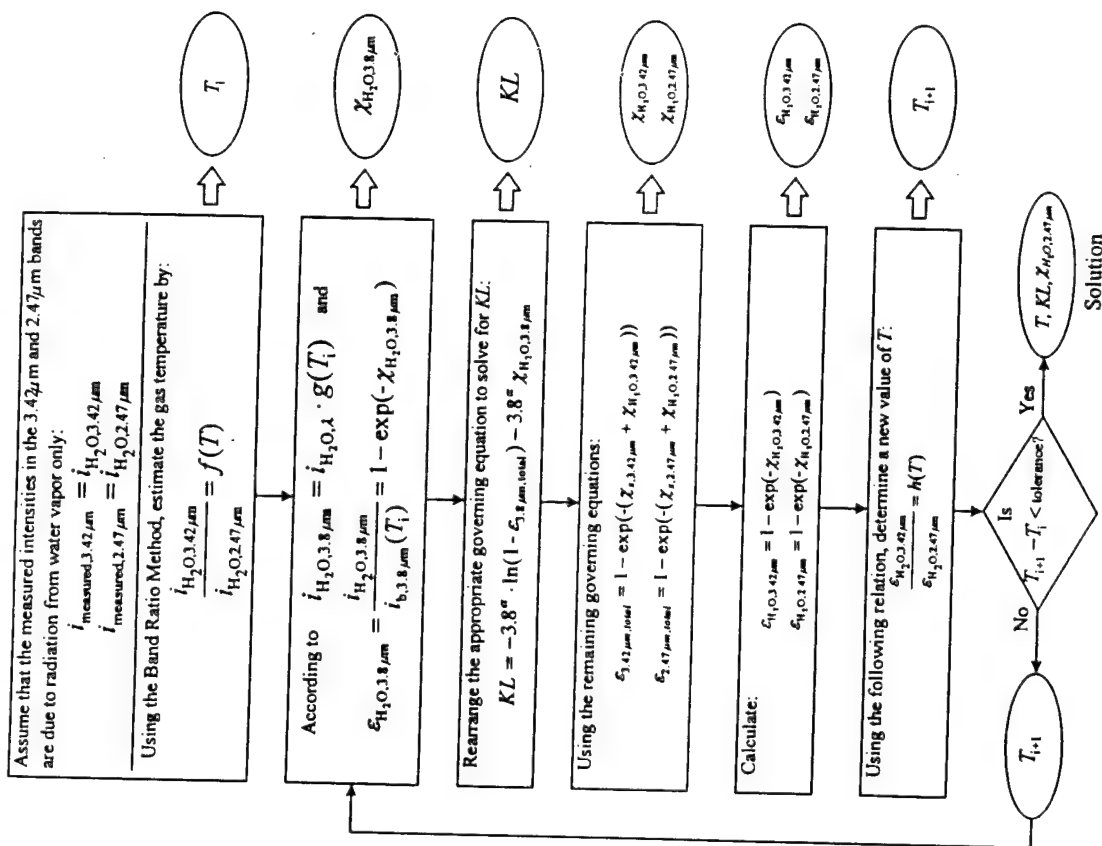 Assume that the measured intensities in the 3.42μm and 2.47μm bands
are due to radiation from water vapor only:
i_measured,3.42μm = i_H₂O,3.42μm
i_measured,2.47μm = i_H₂O,2.47μm
Using the Band Ratio Method, estimate the gas temperature by:
i_H₂O,3.42μm / i_H₂O,2.47μm = f(T)
T_i
According to i_H₂O,3.8μm = i_H₂O,λ · g(T_i) and
ε_H₂O,3.8μm = i_H₂O,3.8μm / i_b,3.8μm(T_i) = 1 − exp(-χ_H₂O,3.8μm)
χ_H₂O,3.8μm
Rearrange the appropriate governing equation to solve for KL:
KL = −3.8^α · ln(1 − ε_3.8μm,total) − 3.8^α χ_H₂O,3.8μm
KL
Using the remaining governing equations:
ε_3.42μm,total = 1 − exp(-(χ_s,3.42μm + χ_H₂O,3.42μm))
ε_2.47μm,total = 1 − exp(-(χ_s,2.47μm + χ_H₂O,2.47μm))
χ_H₂O,3.42μm
χ_H₂O,2.47μm
Calculate:
ε_H₂O,3.42μm = 1 − exp(-χ_H₂O,3.42μm)
ε_H₂O,2.47μm = 1 − exp(-χ_H₂O,2.47μm)
ε_H₂O,3.42μm
ε_H₂O,2.47μm
Using the following relation, determine a new value of T:
ε_H₂O,3.42μm / ε_H₂O,2.47μm = h(T)
T_i+1
Is
T_i+1 − T_i < tolerance?
No
Yes
T_i+1
T, KL, χ_H₂O,2.47μm
Solution